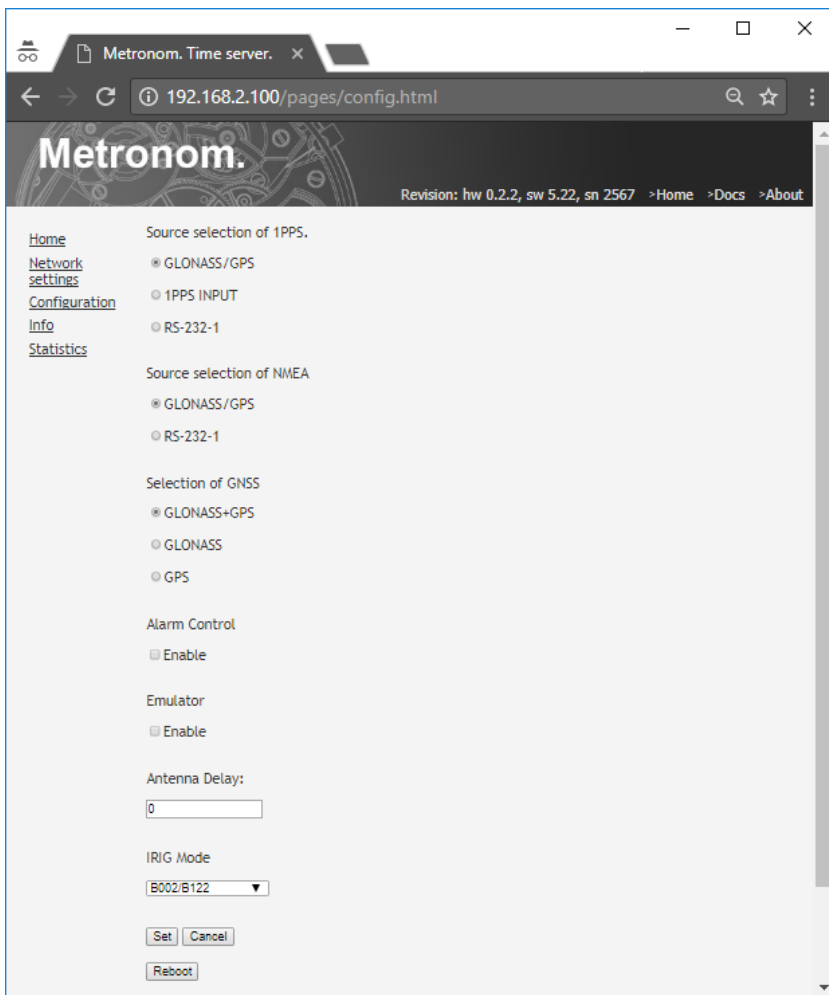 Metronom. Time server.
192.168.2.100/pages/config.html
Metronom.
Revision: hw 0.2.2, sw 5.22, sn 2567 >Home >Docs >About
Home
Network
settings
Configuration
Info
Statistics
Source selection of 1PPS.
GLONASS/GPS
1PPS INPUT
RS-232-1
Source selection of NMEA
GLONASS/GPS
RS-232-1
Selection of GNSS
GLONASS+GPS
GLONASS
GPS
Alarm Control
Enable
Emulator
Enable
Antenna Delay:
0
IRIG Mode
B002/B122
Set Cancel
Reboot